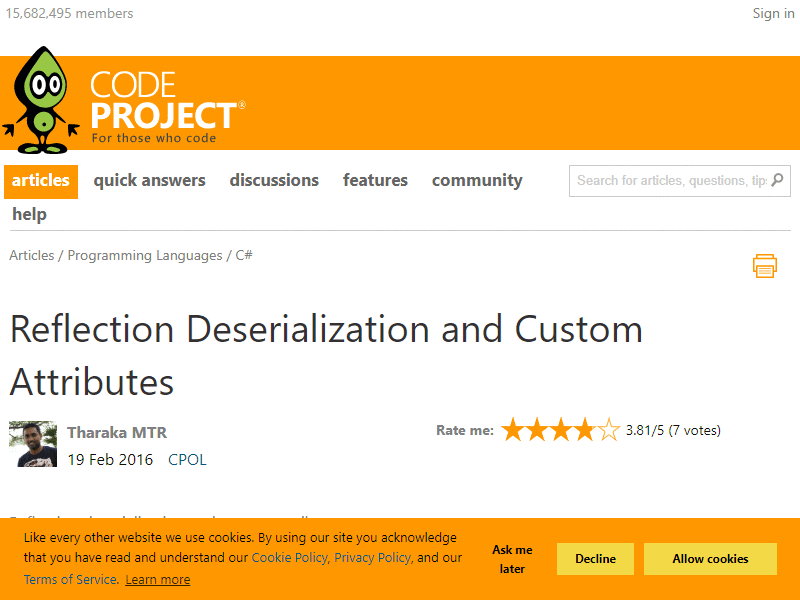 15,682,495 members
Sign in
CODE
PROJECT®
For those who code
articles
quick answers
discussions
features
community
Search for articles, questions, tip
help
Articles / Programming Languages / C#
Reflection Deserialization and Custom
Attributes
Tharaka MTR
Rate me:
3.81/5 (7 votes)
19 Feb 2016
CPOL
Like every other website we use cookies. By using our site you acknowledge
that you have read and understand our Cookie Policy, Privacy Policy, and our
Terms of Service. Learn more
Ask me
later
Decline
Allow cookies